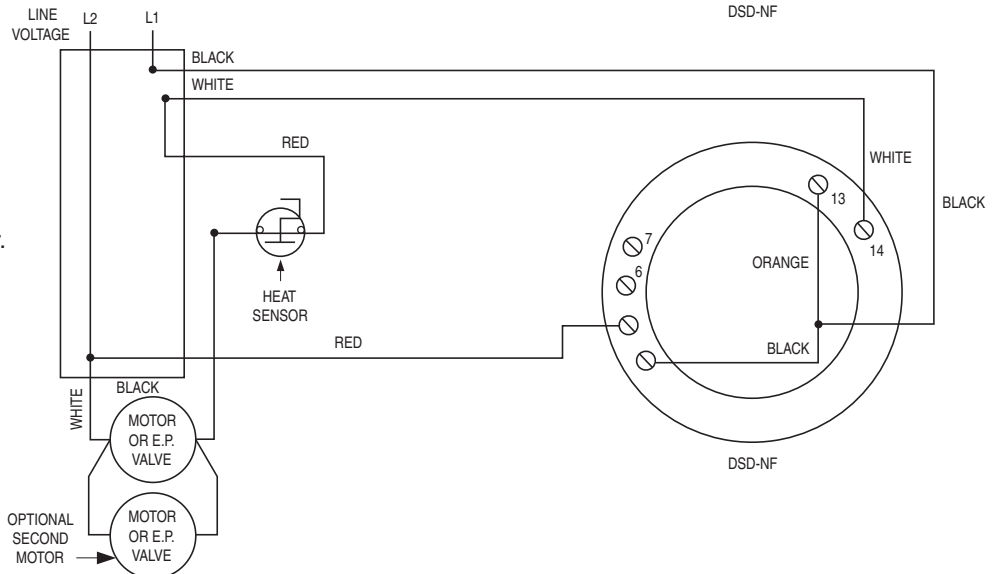 DSD-NF
LINE
VOLTAGE
L2
L1
BLACK
WHITE
RED
WHITE
BLACK
13
14
7
6
ORANGE
HEAT
SENSOR
RED
BLACK
BLACK
WHITE
MOTOR
OR E.P.
VALVE
DSD-NF
OPTIONAL
SECOND
MOTOR
MOTOR
OR E.P.
VALVE